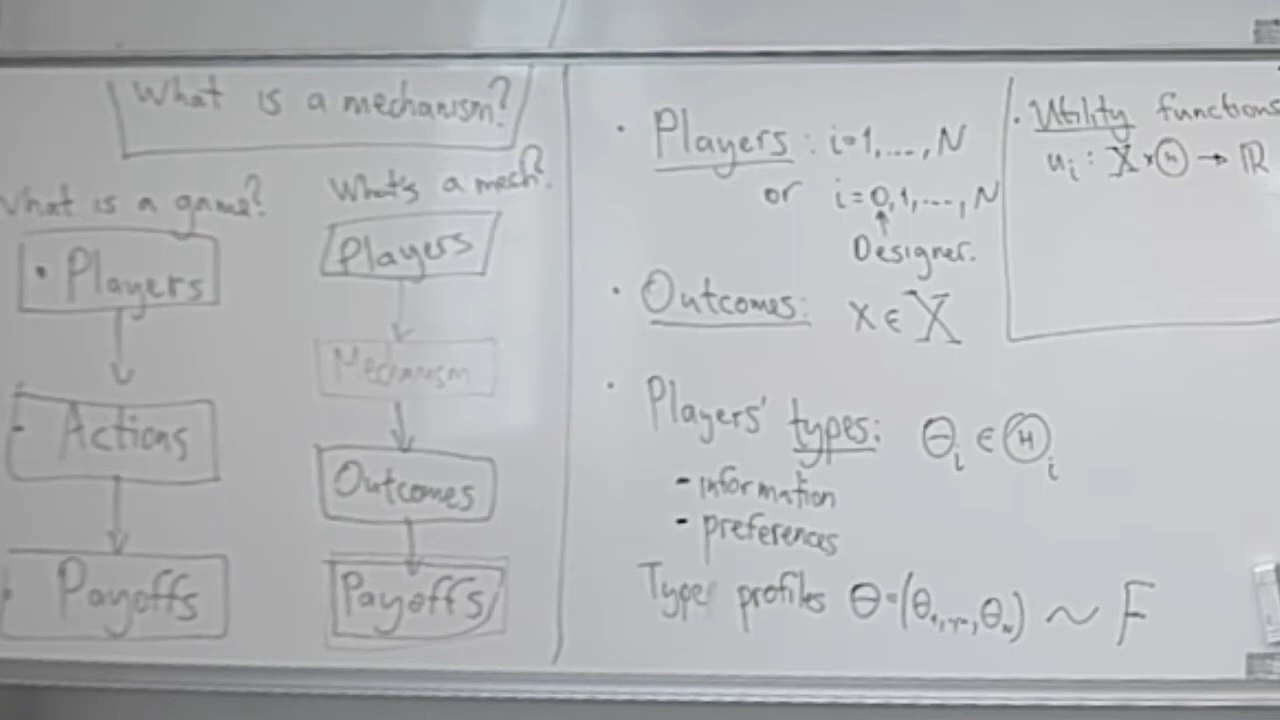 What is a mechanism?
What is a game?
• Players
- Actions
• Payoffs
What's a mech?
Players
Mechanism
Outcomes
Payoffs
• Players: i=1,...,N
or i=0,1,...,N
Designer.
• Outcomes: x ∈ X
• Players' types: θᵢ ∈ Θᵢ
- information
- preferences
Type profiles θ=(θ₁,...,θ_N) ~ F
• Utility functions
uᵢ: X×Θ → ℝ